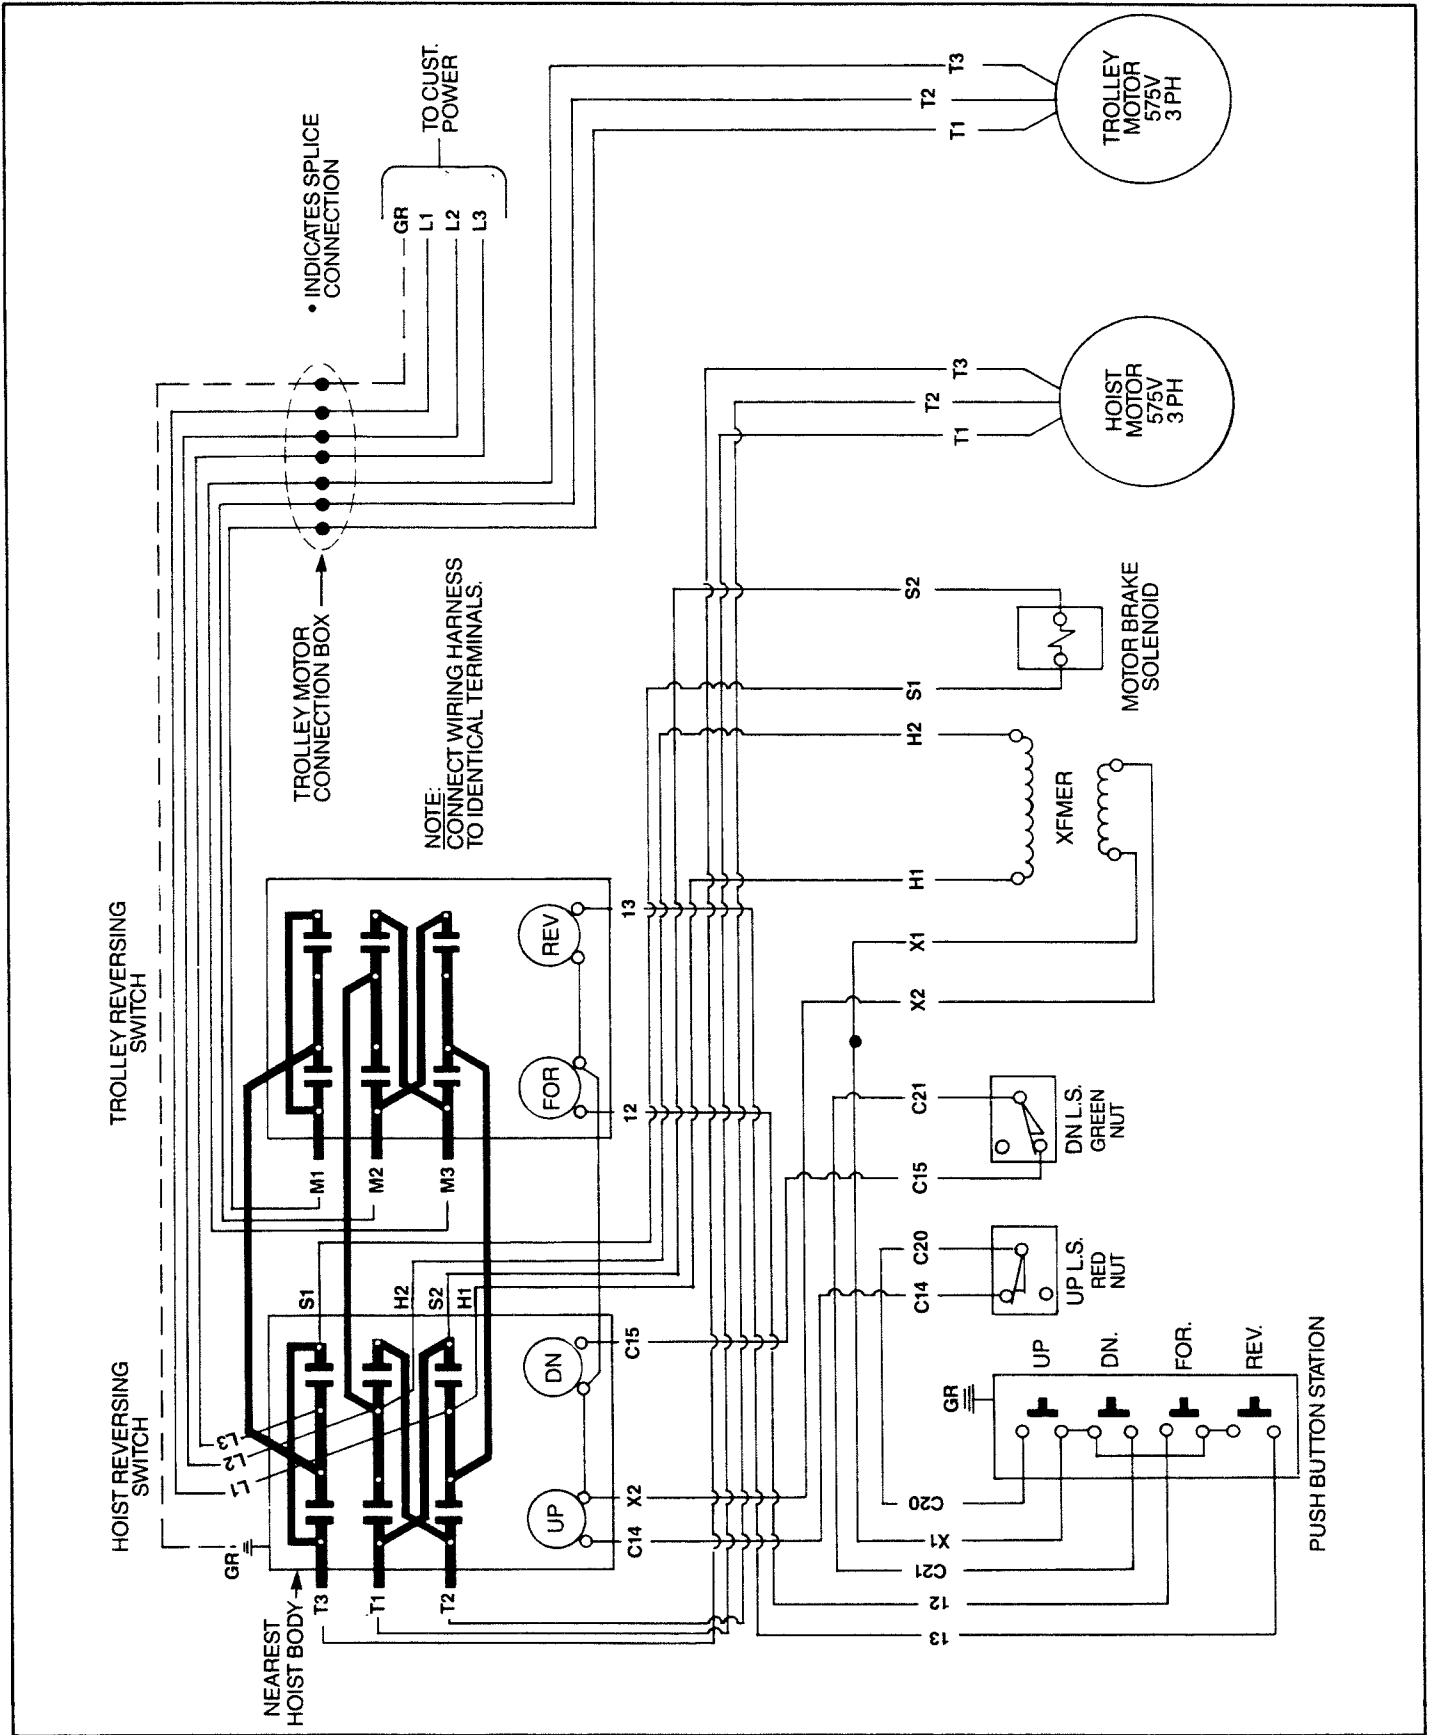 HOIST REVERSING
SWITCH
TROLLEY REVERSING
SWITCH
TROLLEY MOTOR
CONNECTION BOX
• INDICATES SPLICE
CONNECTION
TO CUST.
POWER
GR
L1
L2
L3
NOTE:
CONNECT WIRING HARNESS
TO IDENTICAL TERMINALS.
NEAREST
HOIST BODY
GR
L1
L2
L3
T3
T1
T2
S1
H2
S2
H1
M1
M2
M3
UP
DN
FOR
REV
C14
X2
C15
12
13
C20
X1
C21
12
13
C14
C20
C15
C21
X2
X1
H1
H2
S1
S2
T1
T2
T3
T1
T2
T3
GR
UP
DN.
FOR.
REV.
PUSH BUTTON STATION
UP L.S.
RED
NUT
DN L.S.
GREEN
NUT
XFMER
MOTOR BRAKE
SOLENOID
HOIST
MOTOR
575V
3 PH
TROLLEY
MOTOR
575V
3 PH